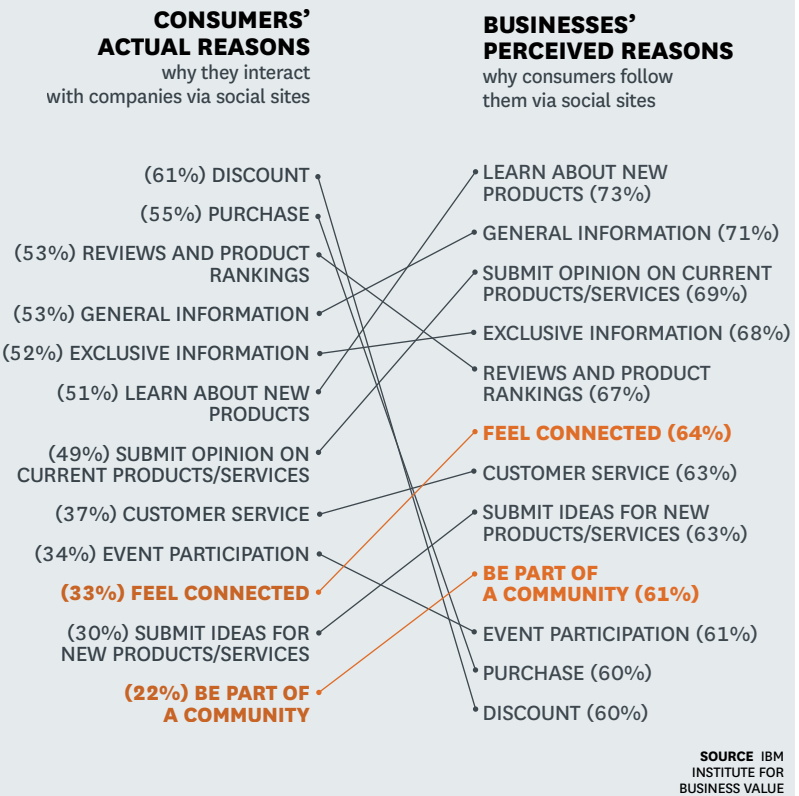 CONSUMERS’
ACTUAL REASONS
why they interact
with companies via social sites
(61%) DISCOUNT
(55%) PURCHASE
(53%) REVIEWS AND PRODUCT
RANKINGS
(53%) GENERAL INFORMATION
(52%) EXCLUSIVE INFORMATION
(51%) LEARN ABOUT NEW
PRODUCTS
(49%) SUBMIT OPINION ON
CURRENT PRODUCTS/SERVICES
(37%) CUSTOMER SERVICE
(34%) EVENT PARTICIPATION
(33%) FEEL CONNECTED
(30%) SUBMIT IDEAS FOR
NEW PRODUCTS/SERVICES
(22%) BE PART OF
A COMMUNITY
BUSINESSES’
PERCEIVED REASONS
why consumers follow
them via social sites
LEARN ABOUT NEW
PRODUCTS (73%)
GENERAL INFORMATION (71%)
SUBMIT OPINION ON CURRENT
PRODUCTS/SERVICES (69%)
EXCLUSIVE INFORMATION (68%)
REVIEWS AND PRODUCT
RANKINGS (67%)
FEEL CONNECTED (64%)
CUSTOMER SERVICE (63%)
SUBMIT IDEAS FOR NEW
PRODUCTS/SERVICES (63%)
BE PART OF
A COMMUNITY (61%)
EVENT PARTICIPATION (61%)
PURCHASE (60%)
DISCOUNT (60%)
SOURCE IBM
INSTITUTE FOR
BUSINESS VALUE